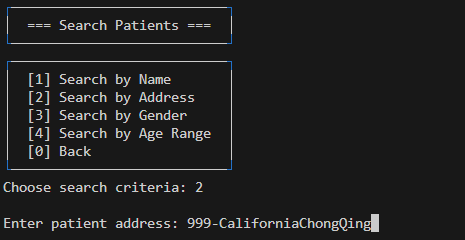 === Search Patients ===
[1] Search by Name
[2] Search by Address
[3] Search by Gender
[4] Search by Age Range
[0] Back
Choose search criteria: 2
Enter patient address: 999-CaliforniaChongQing